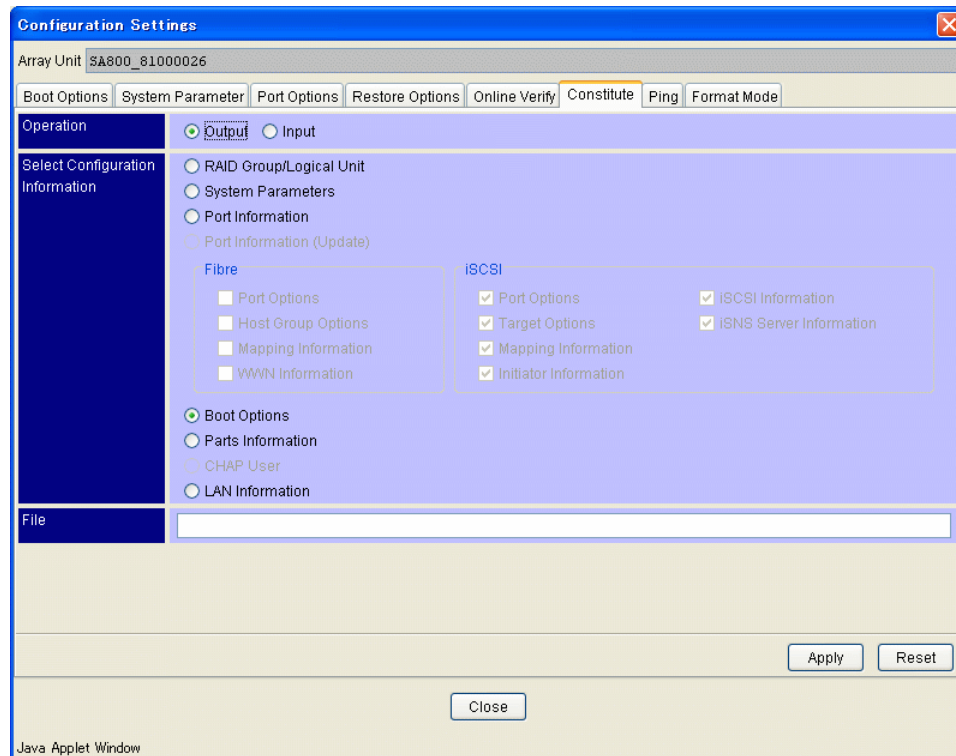 Configuration Settings
Array Unit SA800_81000026
Boot Options System Parameter Port Options Restore Options Online Verify Constitute Ping Format Mode
Operation
Output Input
Select Configuration
Information
RAID Group/Logical Unit
System Parameters
Port Information
Port Information (Update)
Fibre
Port Options
Host Group Options
Mapping Information
WWN Information
iSCSI
Port Options
Target Options
Mapping Information
Initiator Information
iSCSI Information
iSNS Server Information
Boot Options
Parts Information
CHAP User
LAN Information
File
Apply Reset
Close
Java Applet Window